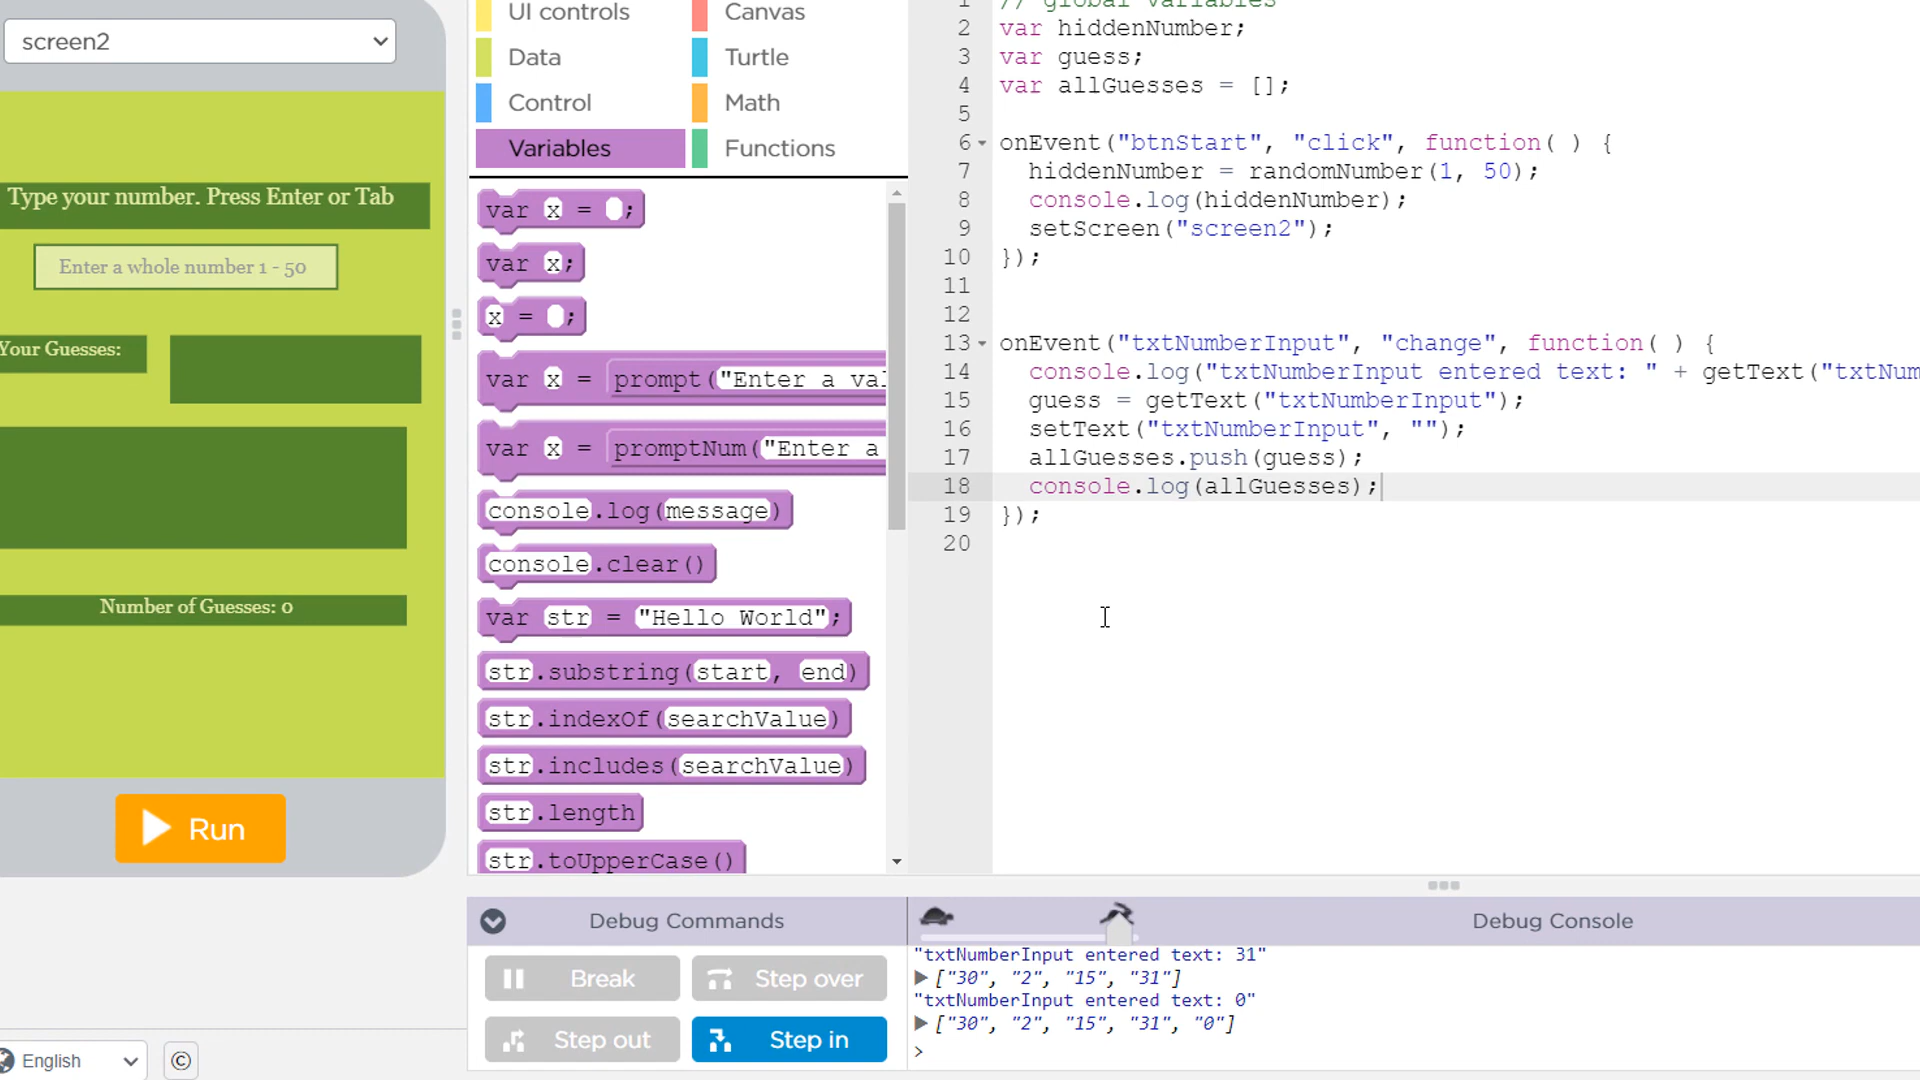 screen2
Type your number. Press Enter or Tab
Enter a whole number 1 - 50
Your Guesses:
Number of Guesses: 0
Run
English
©
UI controls
Canvas
Data
Turtle
Control
Math
Variables
Functions
var x = ;
var x;
x = ;
var x = prompt("Enter a val
var x = promptNum("Enter a
console.log(message)
console.clear()
var str = "Hello World";
str.substring(start, end)
str.indexOf(searchValue)
str.includes(searchValue)
str.length
str.toUpperCase()
1 // global variables
2 var hiddenNumber;
3 var guess;
4 var allGuesses = [];
5
6 onEvent("btnStart", "click", function( ) {
7 hiddenNumber = randomNumber(1, 50);
8 console.log(hiddenNumber);
9 setScreen("screen2");
10 });
11
12
13 onEvent("txtNumberInput", "change", function( ) {
14 console.log("txtNumberInput entered text: " + getText("txtNum
15 guess = getText("txtNumberInput");
16 setText("txtNumberInput", "");
17 allGuesses.push(guess);
18 console.log(allGuesses);
19 });
20
Debug Commands
Break
Step over
Step out
Step in
Debug Console
"txtNumberInput entered text: 31"
["30", "2", "15", "31"]
"txtNumberInput entered text: 0"
["30", "2", "15", "31", "0"]
>